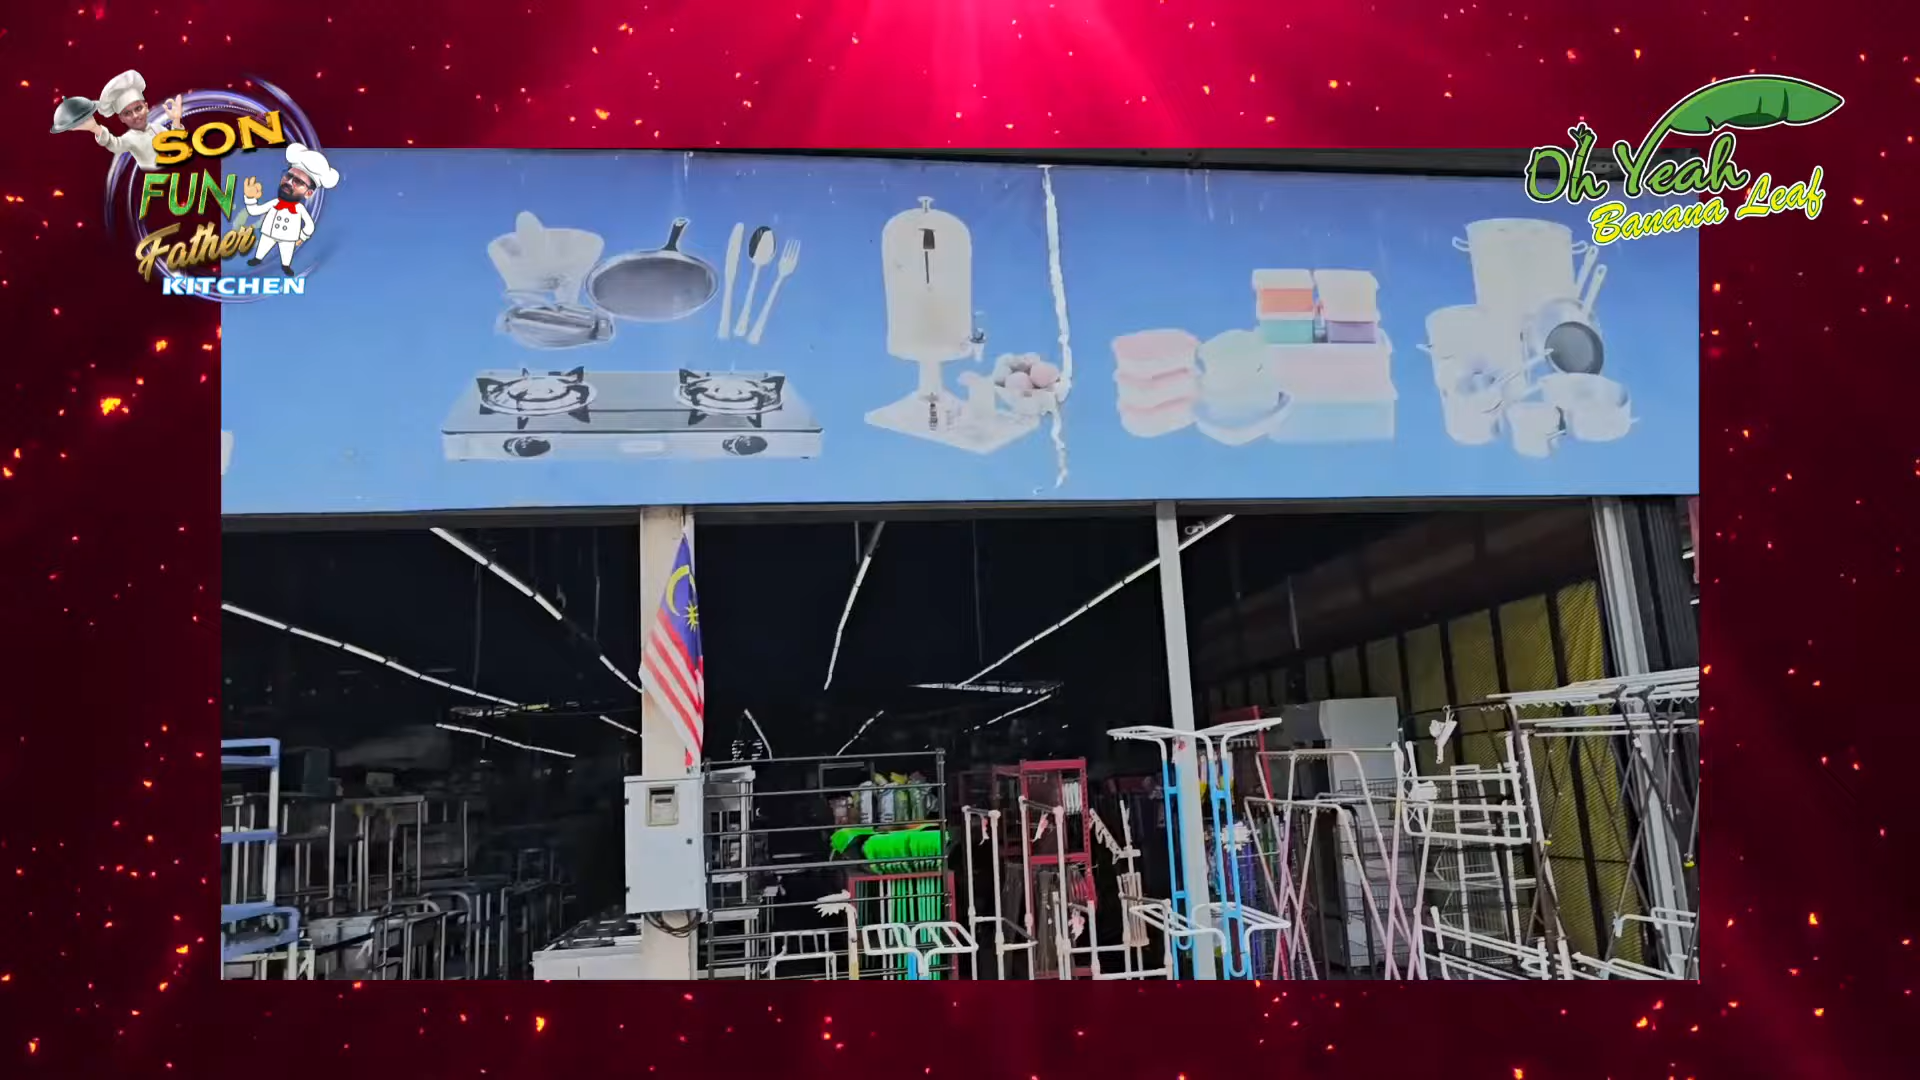 SON
FUN
Father
KITCHEN
Oh Yeah
Banana Leaf